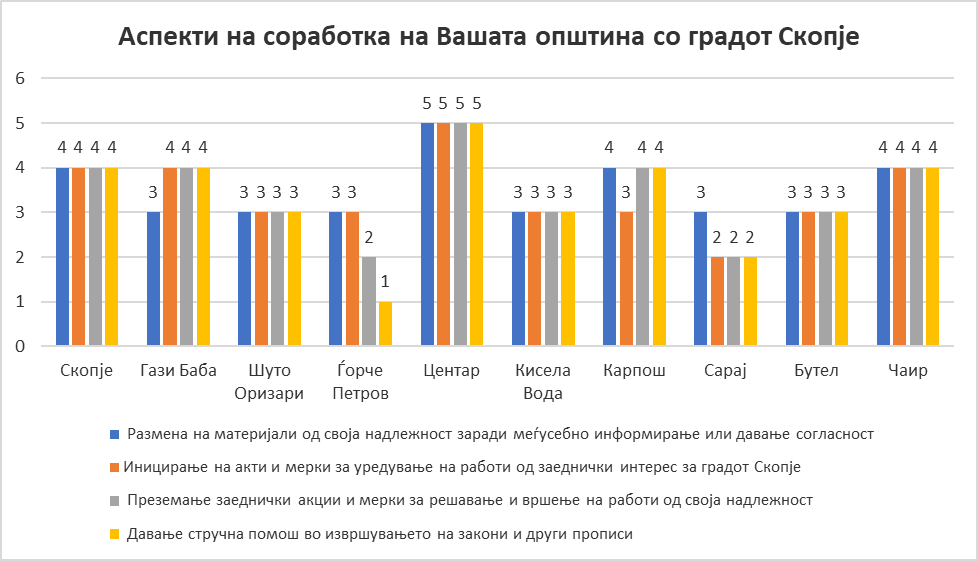 Аспекти на соработка на Вашата општина со градот Скопје
6
5
4
3
2
1
0
4 4 4 4
3 4 4 4
3 3 3 3
3 3 2 1
5 5 5 5
3 3 3 3
4 3 4 4
3 2 2 2
3 3 3 3
4 4 4 4
Скопје
Гази Баба
Шуто
Оризари
Ѓорче
Петров
Центар
Кисела
Вода
Карпош
Сарај
Бутел
Чаир
Размена на материјали од своја надлежност заради меѓусебно информирање или давање согласност
Иницирање на акти и мерки за уредување на работи од заеднички интерес за градот Скопје
Преземање заеднички акции и мерки за решавање и вршење на работи од своја надлежност
Давање стручна помош во извршувањето на закони и други прописи